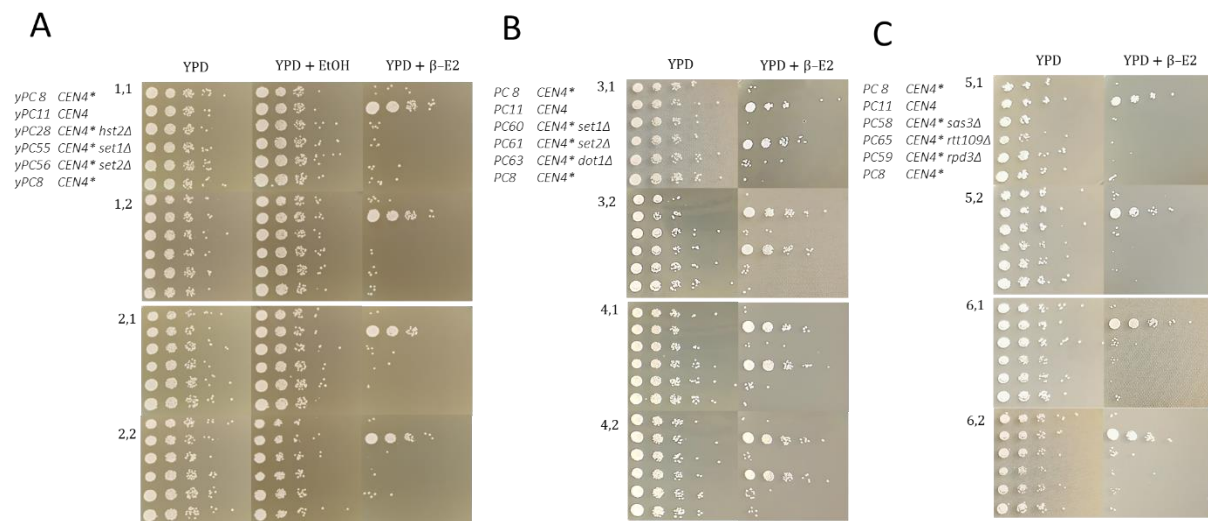 A
YPD
YPD + EtOH
YPD + β–E2
1,1
yPC 8 CEN4*
yPC11 CEN4
yPC28 CEN4* hst2Δ
yPC55 CEN4* set1Δ
yPC56 CEN4* set2Δ
yPC8 CEN4*
1,2
2,1
2,2
B
YPD
YPD + β–E2
3,1
PC 8 CEN4*
PC11 CEN4
PC60 CEN4* set1Δ
PC61 CEN4* set2Δ
PC63 CEN4* dot1Δ
PC8 CEN4*
3,2
4,1
4,2
C
YPD
YPD + β–E2
5,1
PC 8 CEN4*
PC11 CEN4
PC58 CEN4* sas3Δ
PC65 CEN4* rtt109Δ
PC59 CEN4* rpd3Δ
PC8 CEN4*
5,2
6,1
6,2